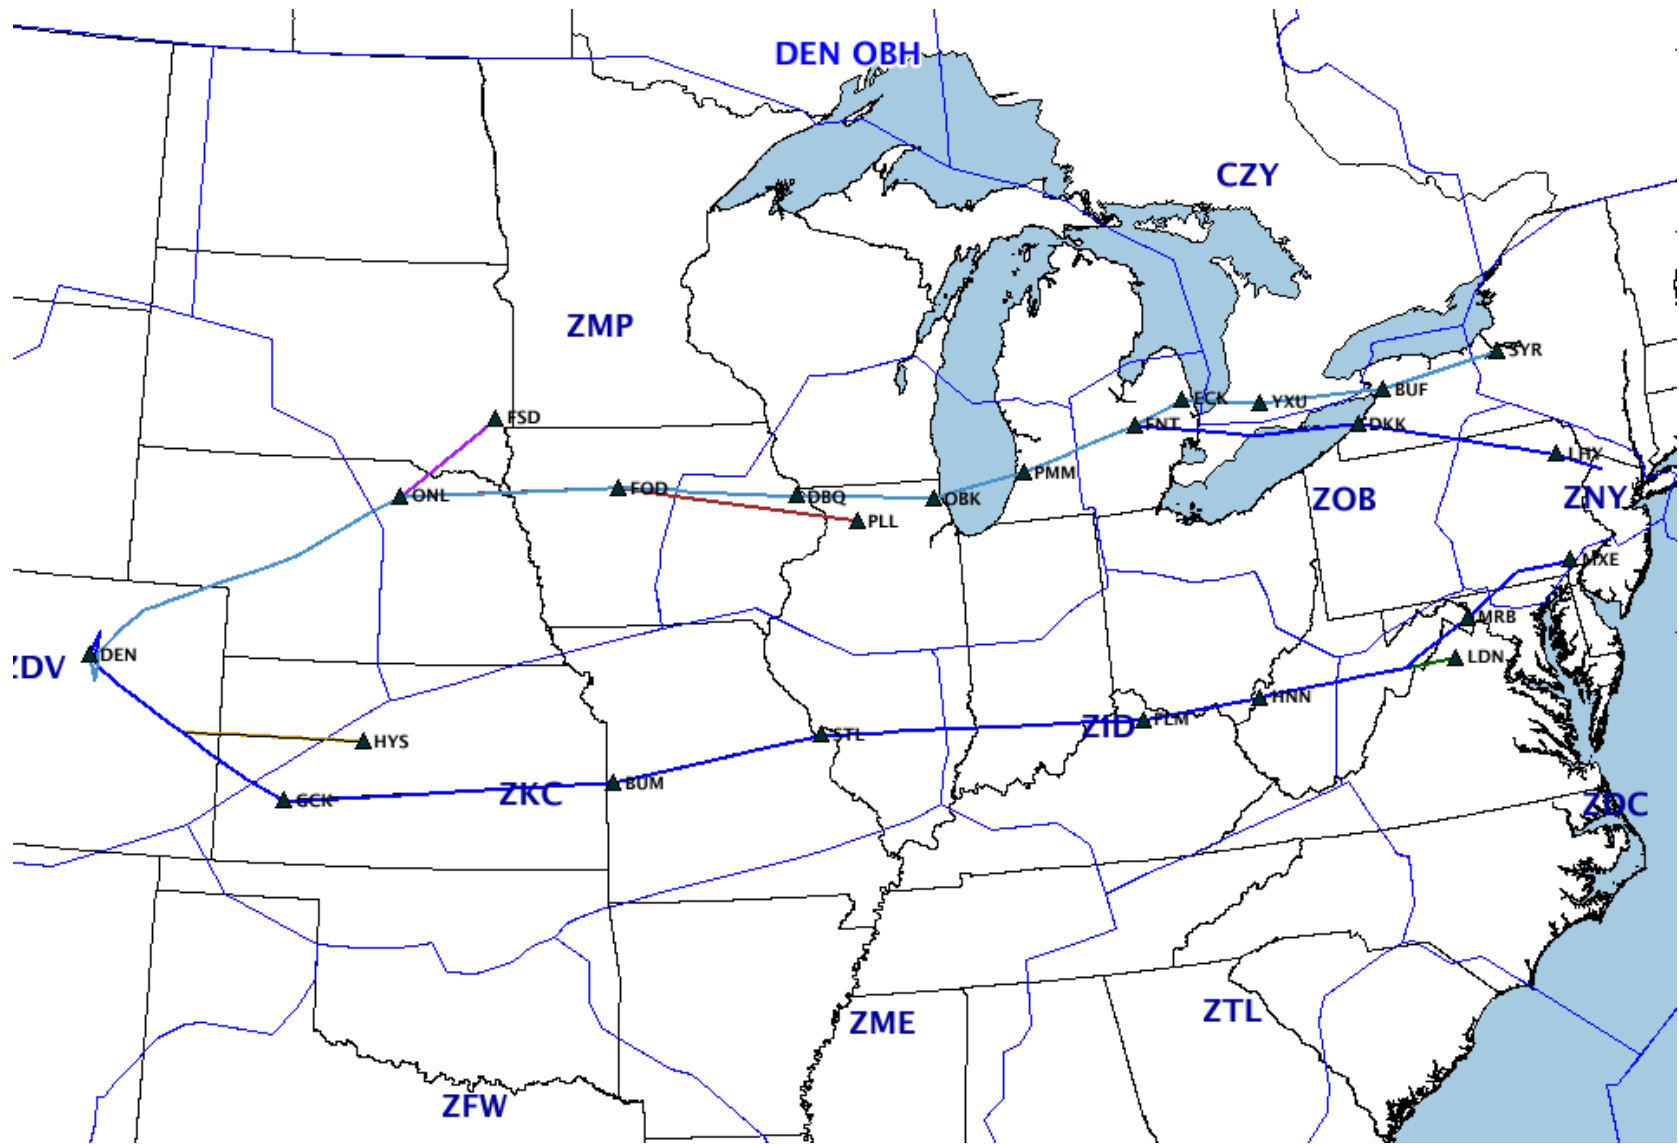 DEN OBH
CZY
ZMP
SYR
BUF
ECK
YXU
FSD
FNT
DKK
LHY
PMM
ONL
FOD
DBQ
OBK
ZOB
ZNY
PLL
MXE
MRB
DEN
ZDV
LDN
HNN
ZID
FLM
STL
HYS
BUM
ZKC
GCK
ZDC
ZTL
ZME
ZFW